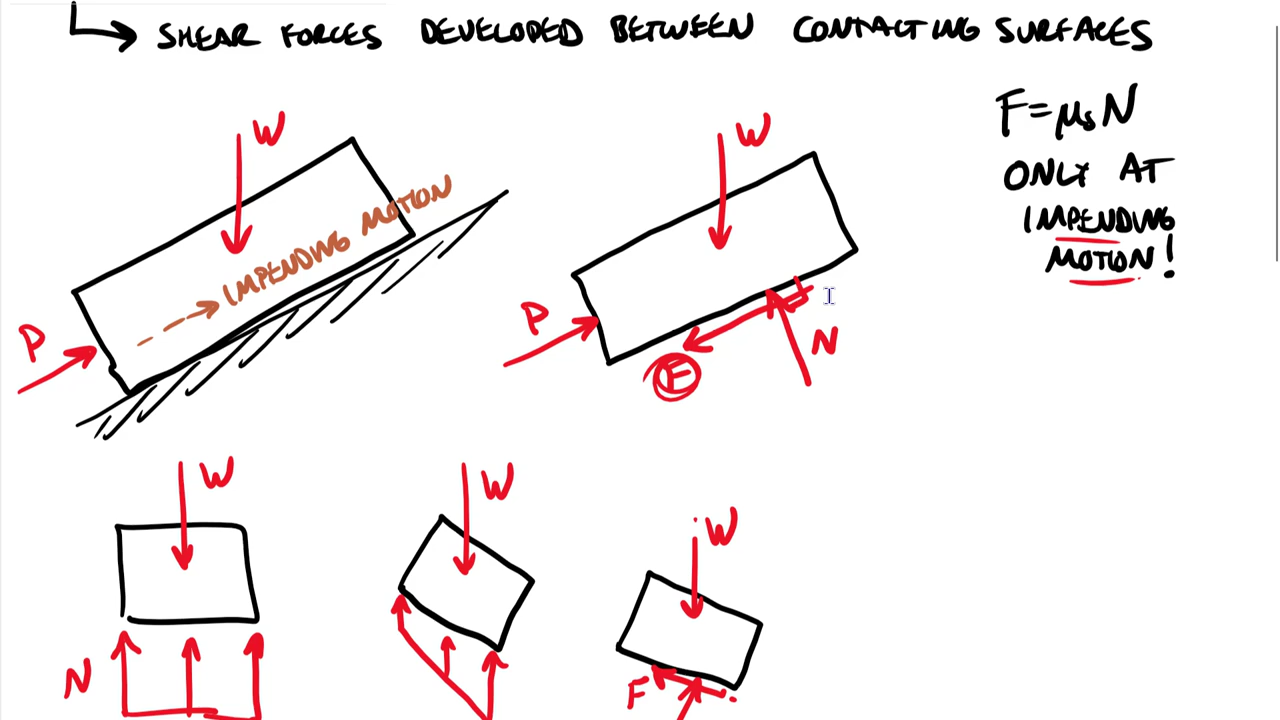 SHEAR FORCES DEVELOPED BETWEEN CONTACTING SURFACES
F=μsN
ONLY AT
IMPENDING
MOTION!
W
IMPENDING MOTION
P
W
P
N
F
W
N
W
W
F